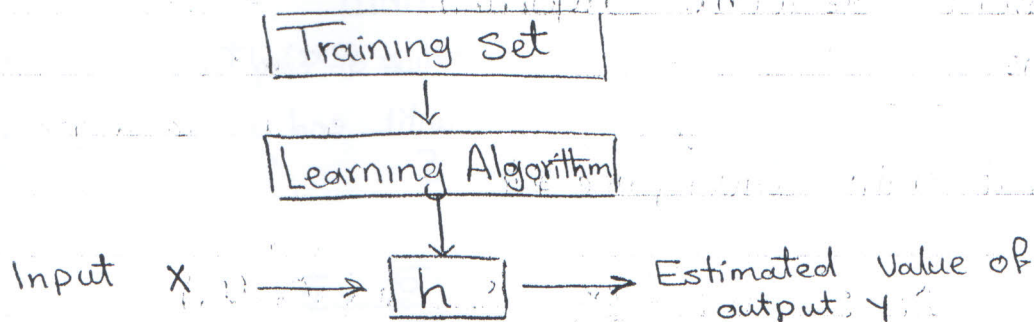 Training set
Learning Algorithm
Input X h Estimated Value of
output Y